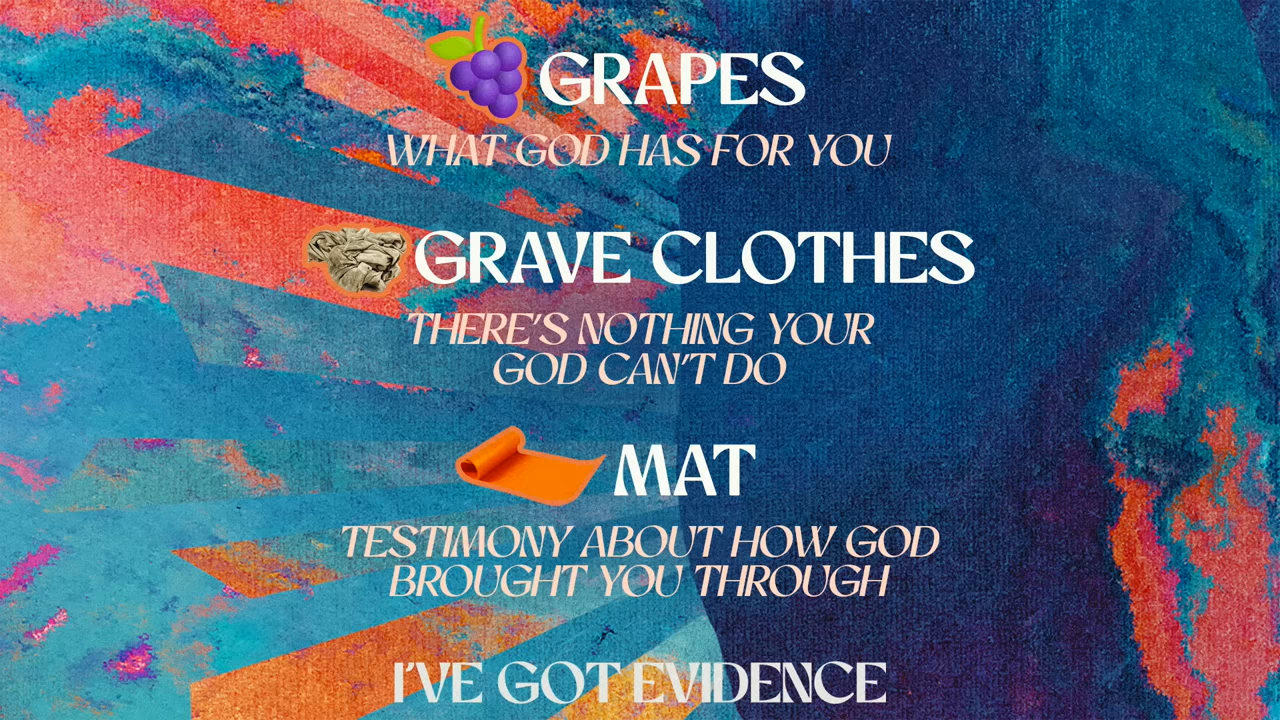 GRAPES
WHAT GOD HAS FOR YOU
GRAVE CLOTHES
THERE'S NOTHING YOUR
GOD CAN'T DO
MAT
TESTIMONY ABOUT HOW GOD
BROUGHT YOU THROUGH
I'VE GOT EVIDENCE